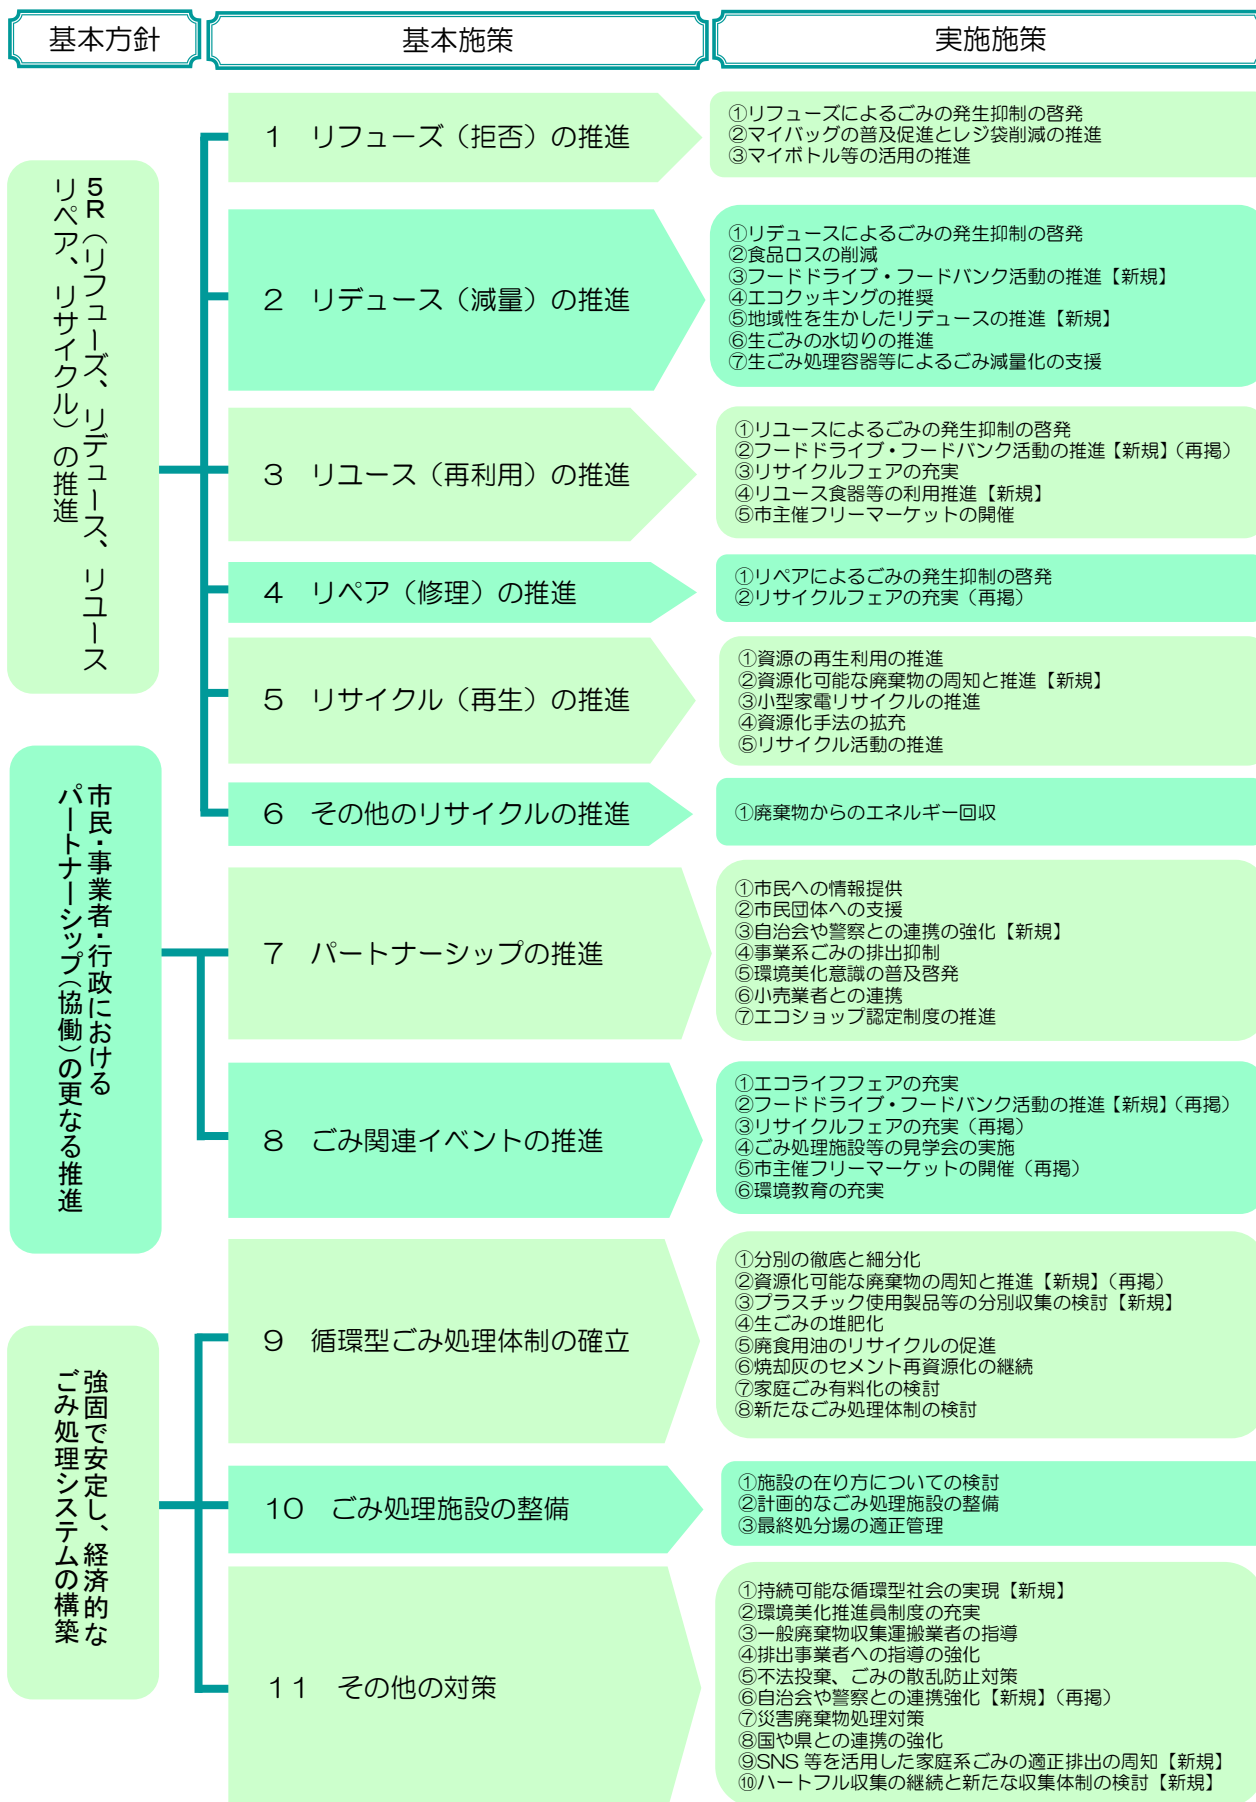 基本方針
基本施策
実施施策
5R（リフューズ、リデュース、リユース
リペア、リサイクル）の推進
1 リフューズ（拒否）の推進
①リフューズによるごみの発生抑制の啓発
②マイバッグの普及促進とレジ袋削減の推進
③マイボトル等の活用の推進
2 リデュース（減量）の推進
①リデュースによるごみの発生抑制の啓発
②食品ロスの削減
③フードドライブ・フードバンク活動の推進【新規】
④エコクッキングの推奨
⑤地域性を生かしたリデュースの推進【新規】
⑥生ごみの水切りの推進
⑦生ごみ処理容器等によるごみ減量化の支援
3 リユース（再利用）の推進
①リユースによるごみの発生抑制の啓発
②フードドライブ・フードバンク活動の推進【新規】（再掲）
③リサイクルフェアの充実
④リユース食器等の利用推進【新規】
⑤市主催フリーマーケットの開催
4 リペア（修理）の推進
①リペアによるごみの発生抑制の啓発
②リサイクルフェアの充実（再掲）
5 リサイクル（再生）の推進
①資源の再生利用の推進
②資源化可能な廃棄物の周知と推進【新規】
③小型家電リサイクルの推進
④資源化手法の拡充
⑤リサイクル活動の推進
6 その他のリサイクルの推進
①廃棄物からのエネルギー回収
市民・事業者・行政における
パートナーシップ（協働）の更なる推進
7 パートナーシップの推進
①市民への情報提供
②市民団体への支援
③自治会や警察との連携の強化【新規】
④事業系ごみの排出抑制
⑤環境美化意識の普及啓発
⑥小売業者との連携
⑦エコショップ認定制度の推進
8 ごみ関連イベントの推進
①エコライフフェアの充実
②フードドライブ・フードバンク活動の推進【新規】（再掲）
③リサイクルフェアの充実（再掲）
④ごみ処理施設等の見学会の実施
⑤市主催フリーマーケットの開催（再掲）
⑥環境教育の充実
強固で安定し、経済的な
ごみ処理システムの構築
9 循環型ごみ処理体制の確立
①分別の徹底と細分化
②資源化可能な廃棄物の周知と推進【新規】（再掲）
③プラスチック使用製品等の分別収集の検討【新規】
④生ごみの堆肥化
⑤廃食用油のリサイクルの促進
⑥焼却灰のセメント再資源化の継続
⑦家庭ごみ有料化の検討
⑧新たなごみ処理体制の検討
10 ごみ処理施設の整備
①施設の在り方についての検討
②計画的なごみ処理施設の整備
③最終処分場の適正管理
11 その他の対策
①持続可能な循環型社会の実現【新規】
②環境美化推進員制度の充実
③一般廃棄物収集運搬業者の指導
④排出事業者への指導の強化
⑤不法投棄、ごみの散乱防止対策
⑥自治会や警察との連携強化【新規】（再掲）
⑦災害廃棄物処理対策
⑧国や県との連携の強化
⑨SNS 等を活用した家庭系ごみの適正排出の周知【新規】
⑩ハートフル収集の継続と新たな収集体制の検討【新規】